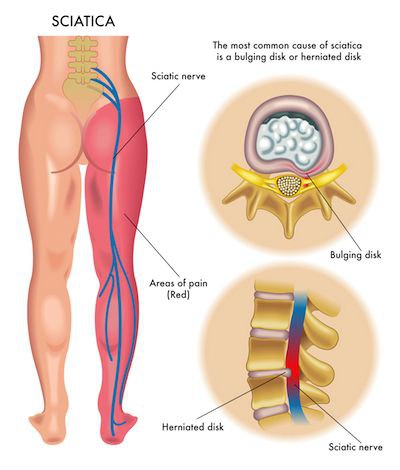 SCIATICA
The most common cause of sciatica
is a bulging disk or herniated disk
Sciatic nerve
Bulging disk
Areas of pain
(Red)
Herniated disk
Sciatic nerve